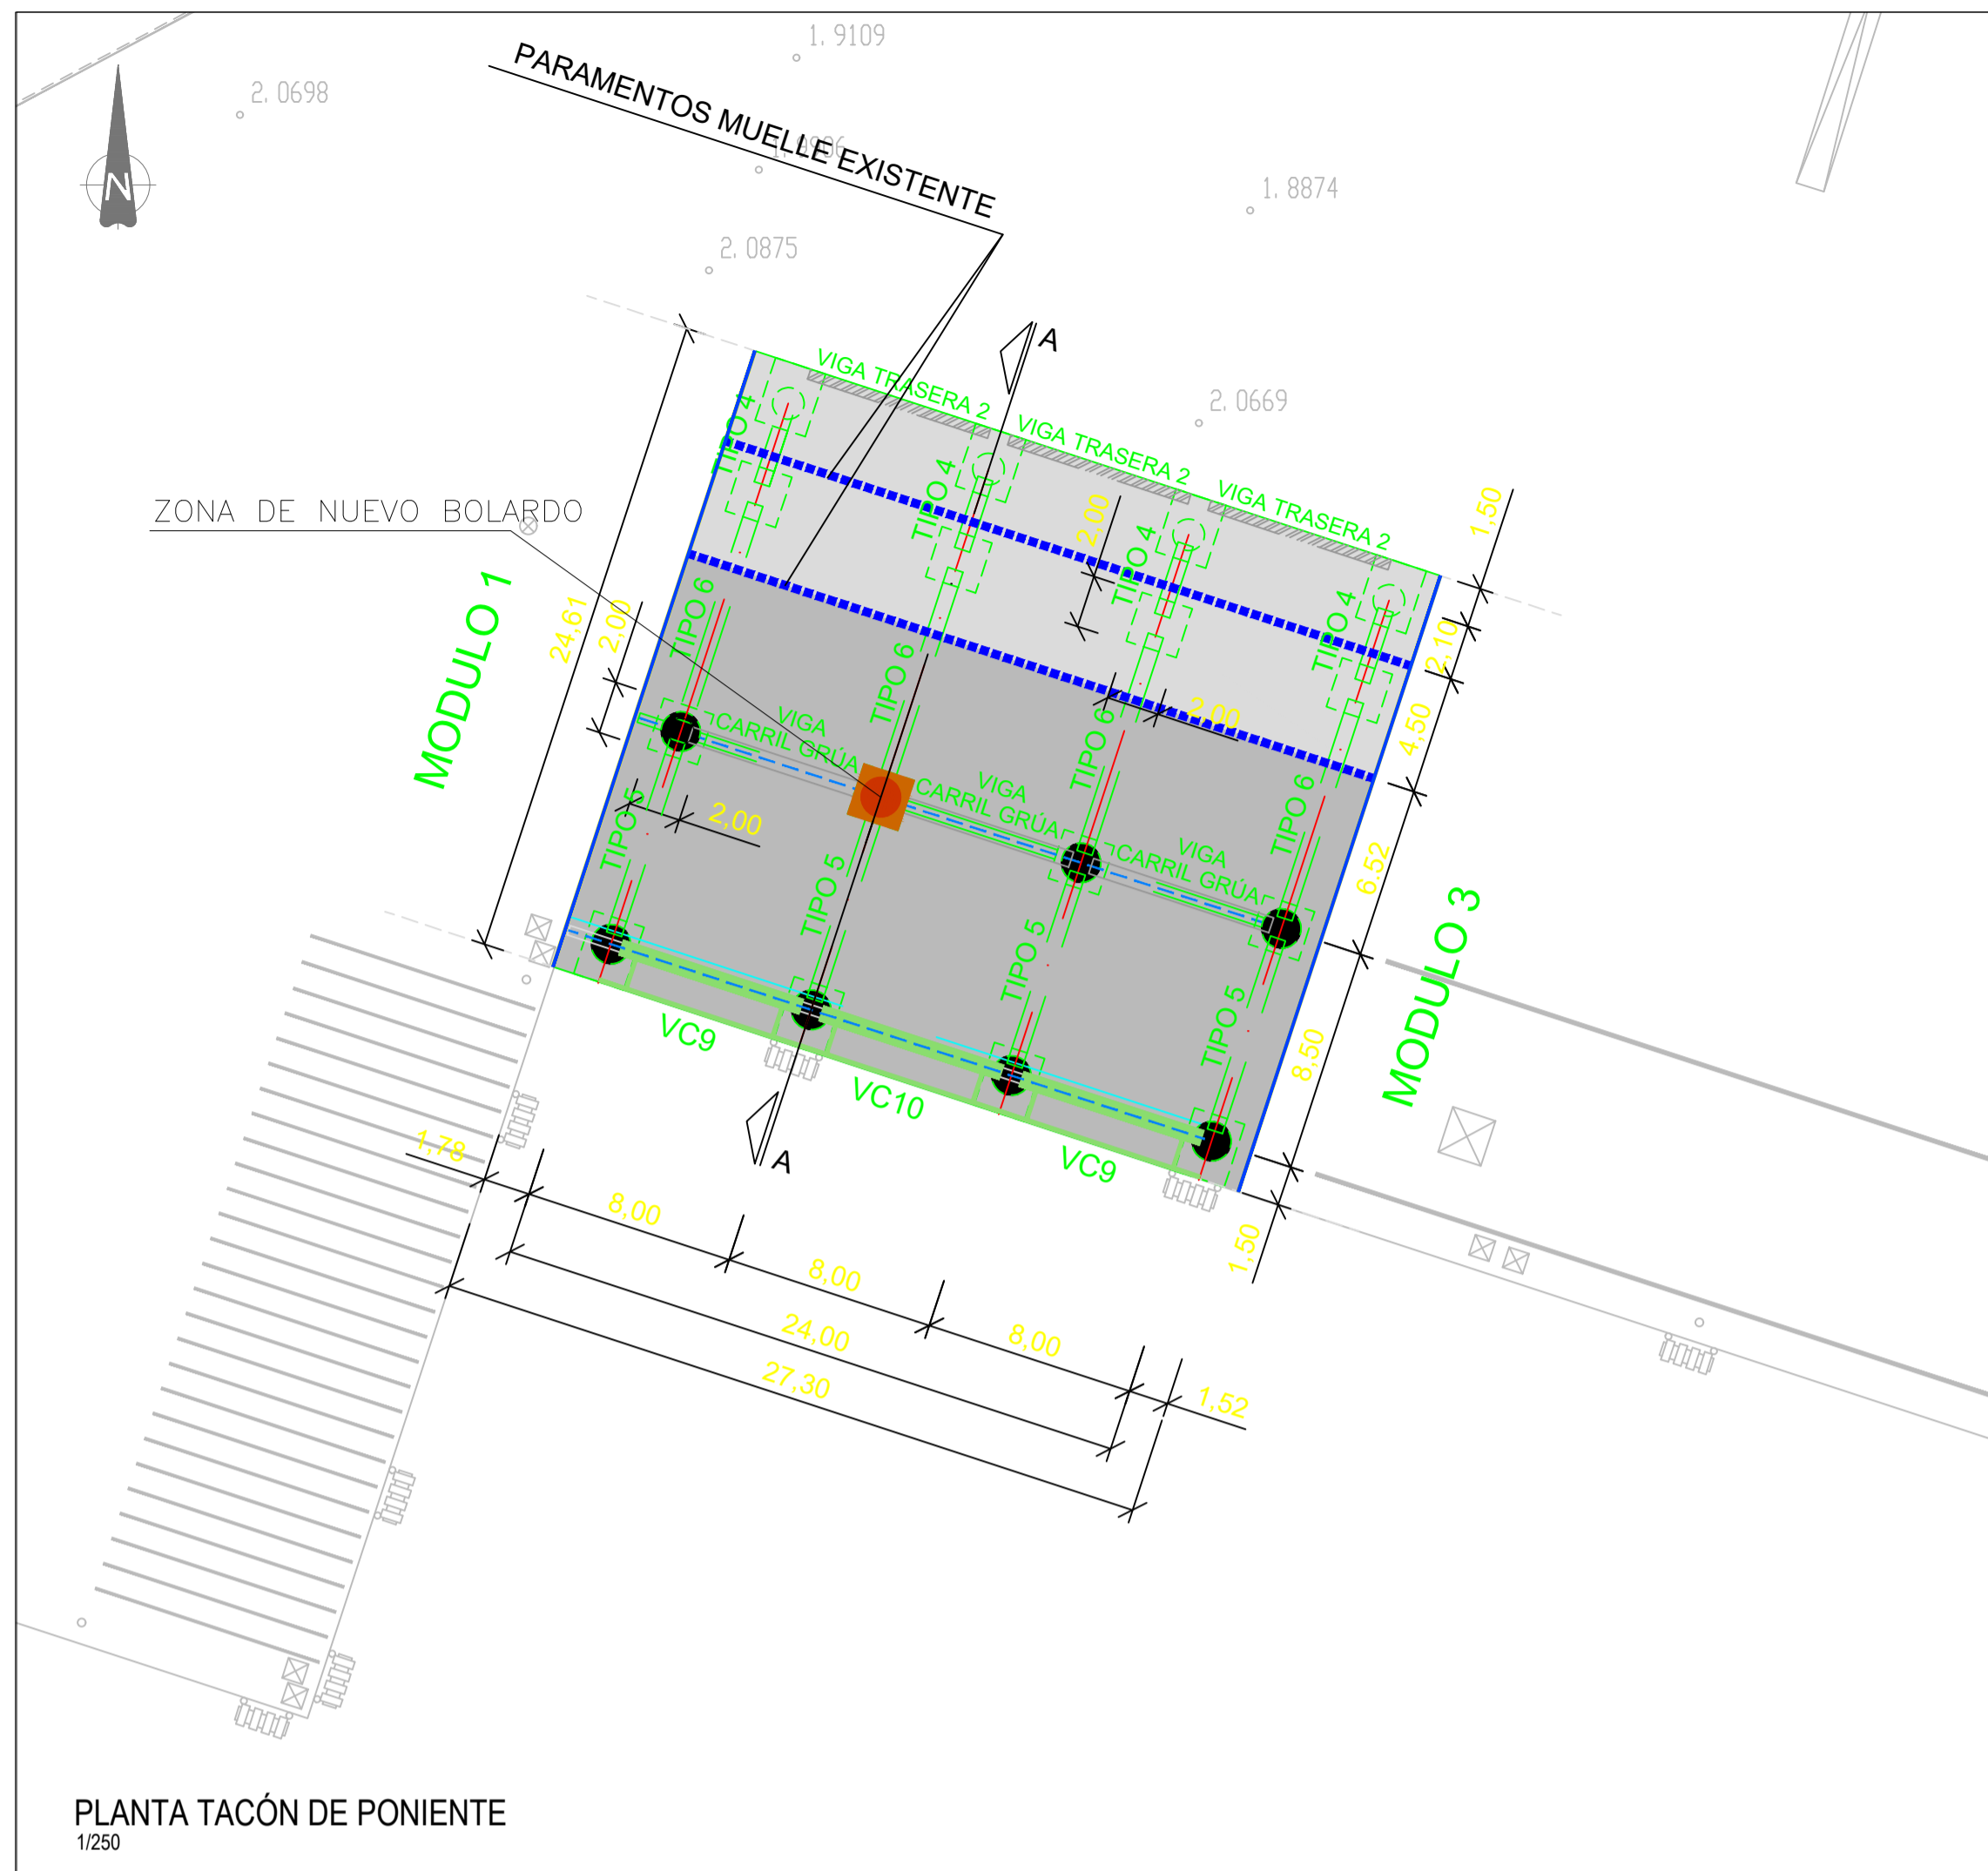 1.9109
2.0698
PARAMENTOS MUELLE EXISTENTE
N
1.8874
2.0875
A
2.0669
VIGA TRASERA 2
VIGA TRASERA 2
VIGA TRASERA 2
TIPO 4
TIPO 4
TIPO 4
TIPO 4
ZONA DE NUEVO BOLARDO
2,00
1,50
MODULO 1
24,61
2,00
2,10
TIPO 6
TIPO 6
TIPO 6
TIPO 6
4,50
2,00
VIGA
CARRIL GRÚA
VIGA
CARRIL GRÚA
VIGA
CARRIL GRÚA
2,00
6.52
TIPO 5
TIPO 5
TIPO 5
TIPO 5
MODULO 3
8,50
VC9
VC10
VC9
A
1,78
8,00
8,00
8,00
1,50
24,00
27,30
1,52
PLANTA TACÓN DE PONIENTE
1/250